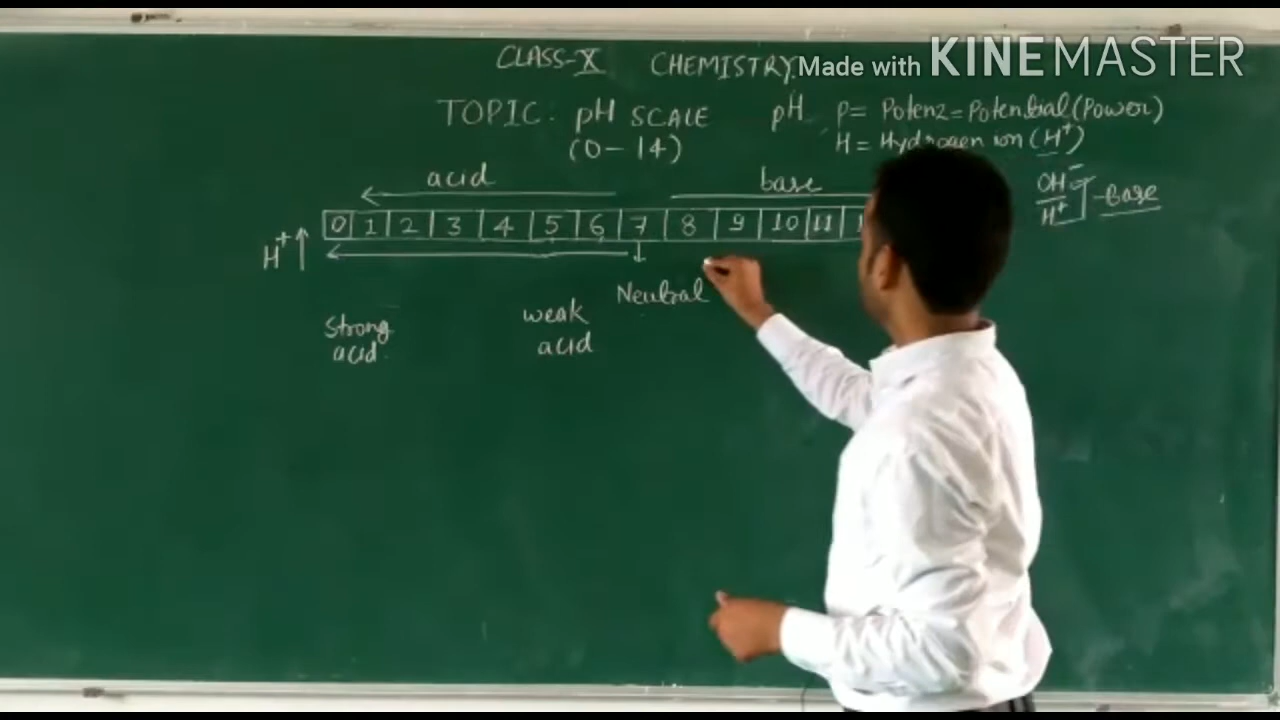 CLASS-X CHEMISTRY
Made with KINEMASTER
TOPIC. pH SCALE
(0-14)
pH P= Potenz=Potential(Power)
H= Hydrogen ion (H+)
acid
base
OH-
H+
-Base
0 1 2 3 4 5 6 7 8 9 10 11
H+ ↑
Neutral
Strong
acid
weak
acid